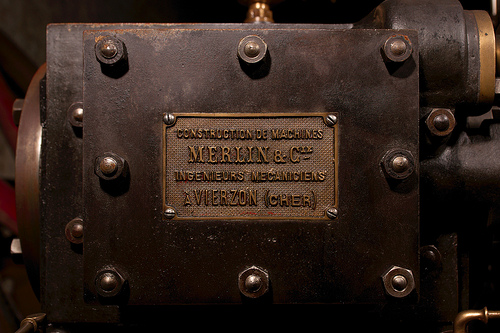 CONSTRUCTION DE MACHINES
MERLIN & CIE
INGENIEURS MECANICIENS
A VIERZON (CHER)